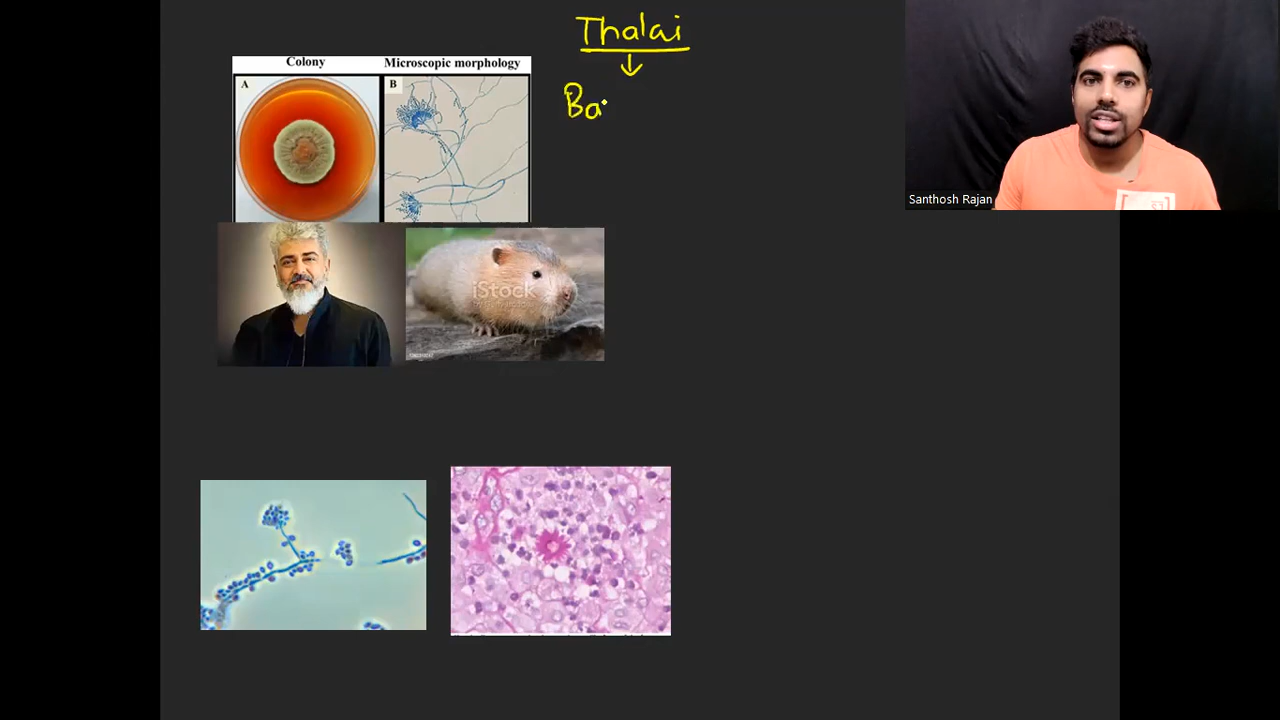 Thalai
Colony Microscopic morphology
A B
Ba
Santhosh Rajan
iStock